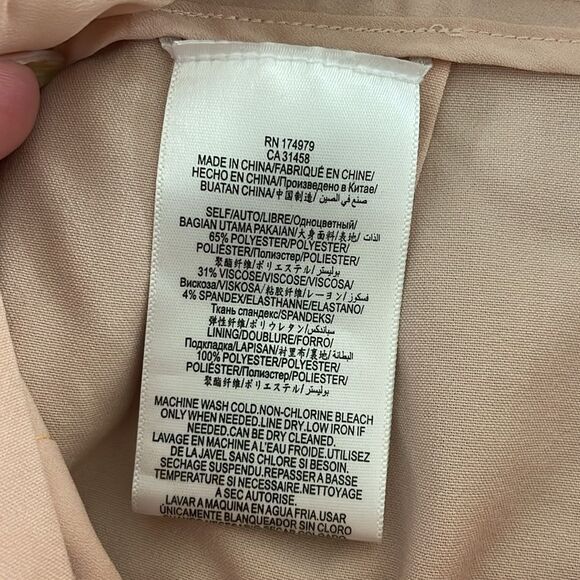 RN 174979
CA 31458
MADE IN CHINA/FABRIQUÉ EN CHINE/
HECHO EN CHINA/Произведено в Китае/
BUATAN CHINA/中国制造/ صنع في الصين
SELF/AUTO/LIBRE/Одноцветный/
BAGIAN UTAMA PAKAIAN/大身面料/表地/ الذات
65% POLYESTER/POLYESTER/
POLIÉSTER/Полиэстер/POLIESTER/
聚酯纤维/ポリエステル/بوليستر
31% VISCOSE/VISCOSE/VISCOSA/
Вискоза/VISKOSA/粘胶纤维/レーヨン/ فسكوز
4% SPANDEX/ELASTHANNE/ELASTANO/
Ткань спандекс/SPANDEKS/
弹性纤维/ポリウレタン/ سباندكس
LINING/DOUBLURE/FORRO/
Подкладка/LAPISAN/衬里布/裏地/ البطانة
100% POLYESTER/POLYESTER/
POLIÉSTER/Полиэстер/POLIESTER/
聚酯纤维/ポリエステル/ بوليستر
MACHINE WASH COLD.NON-CHLORINE BLEACH
ONLY WHEN NEEDED.LINE DRY.LOW IRON IF
NEEDED.CAN BE DRY CLEANED.
LAVAGE EN MACHINE A L'EAU FROIDE.UTILISEZ
DE LA JAVEL SANS CHLORE SI BESOIN.
SECHAGE SUSPENDU.REPASSER A BASSE
TEMPERATURE SI NECESSAIRE.NETTOYAGE
A SEC AUTORISE.
LAVAR A MAQUINA EN AGUA FRIA.USAR
ÚNICAMENTE BLANQUEADOR SIN CLORO